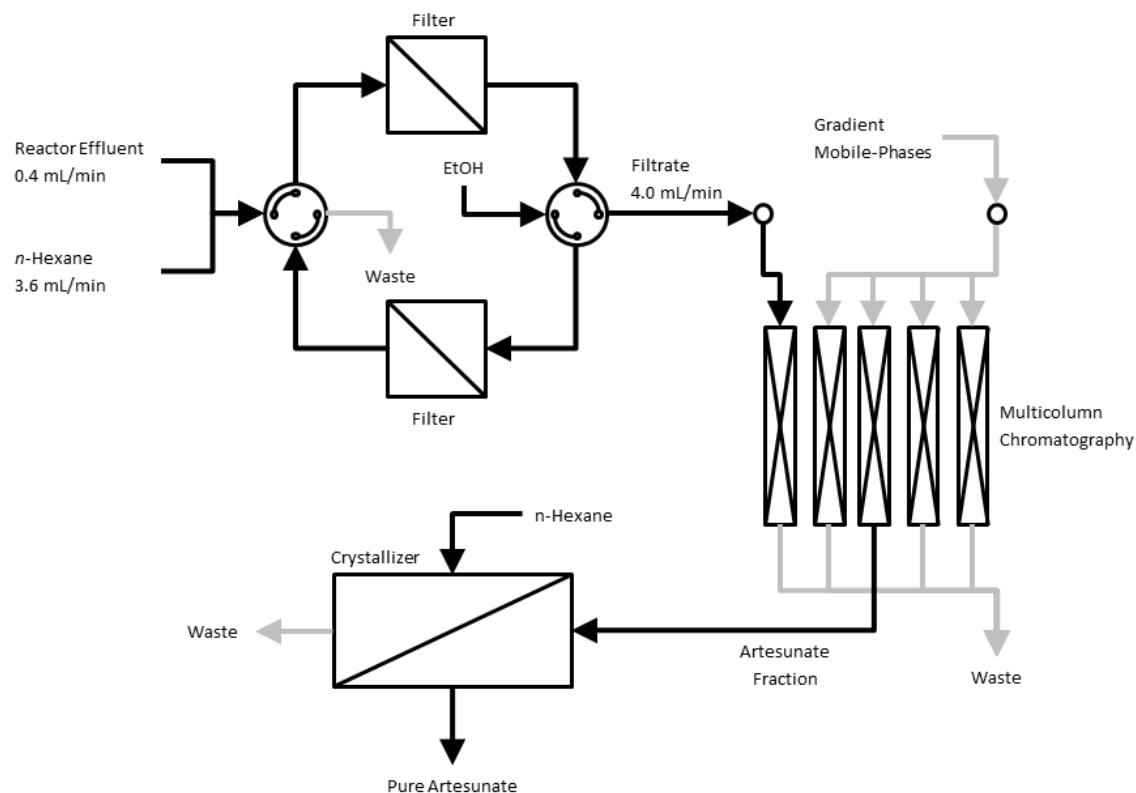 Filter
Reactor Effluent
0.4 mL/min
n-Hexane
3.6 mL/min
EtOH
Waste
Filter
Filtrate
4.0 mL/min
Gradient
Mobile-Phases
Multicolumn
Chromatography
n-Hexane
Crystallizer
Waste
Artesunate
Fraction
Waste
Pure Artesunate